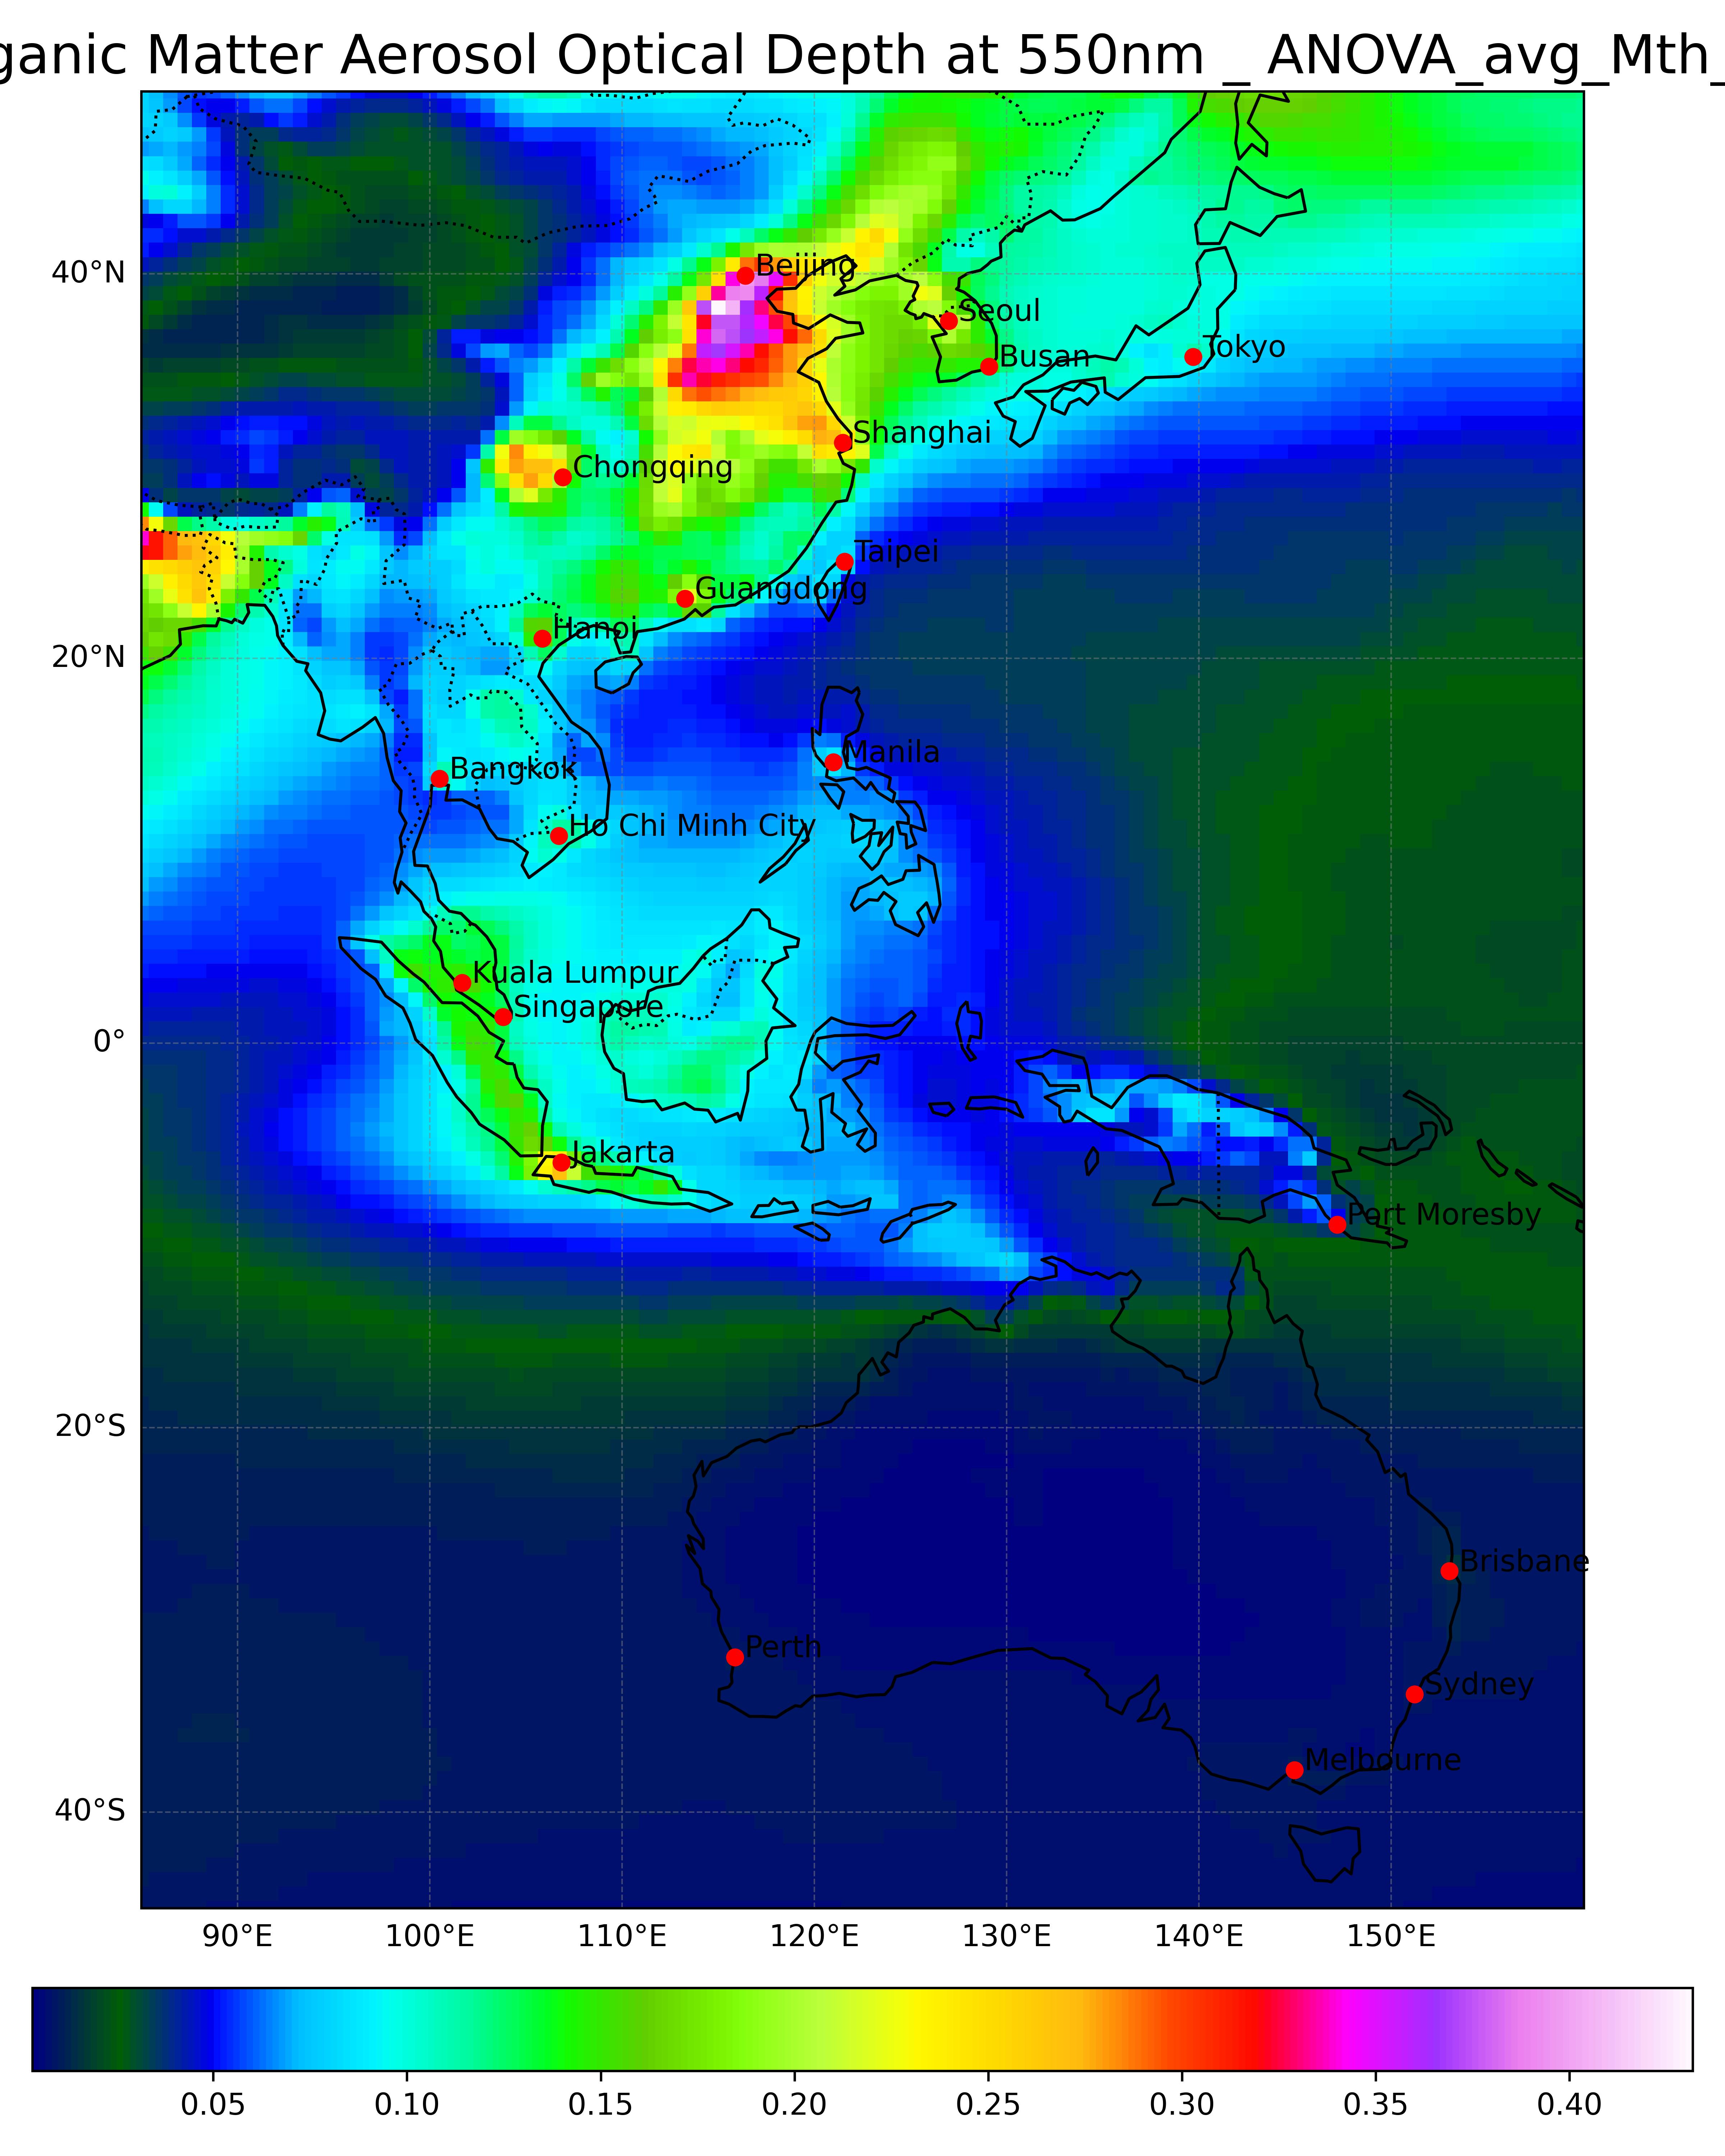 ganic Matter Aerosol Optical Depth at 550nm _ ANOVA_avg_Mth_
40°N
20°N
0°
20°S
40°S
Beijing
Seoul
Busan
Tokyo
Shanghai
Chongqing
Taipei
Guangdong
Hanoi
Manila
Bangkok
Ho Chi Minh City
Kuala Lumpur
Singapore
Jakarta
Port Moresby
Brisbane
Perth
Sydney
Melbourne
90°E 100°E 110°E 120°E 130°E 140°E 150°E
0.05 0.10 0.15 0.20 0.25 0.30 0.35 0.40